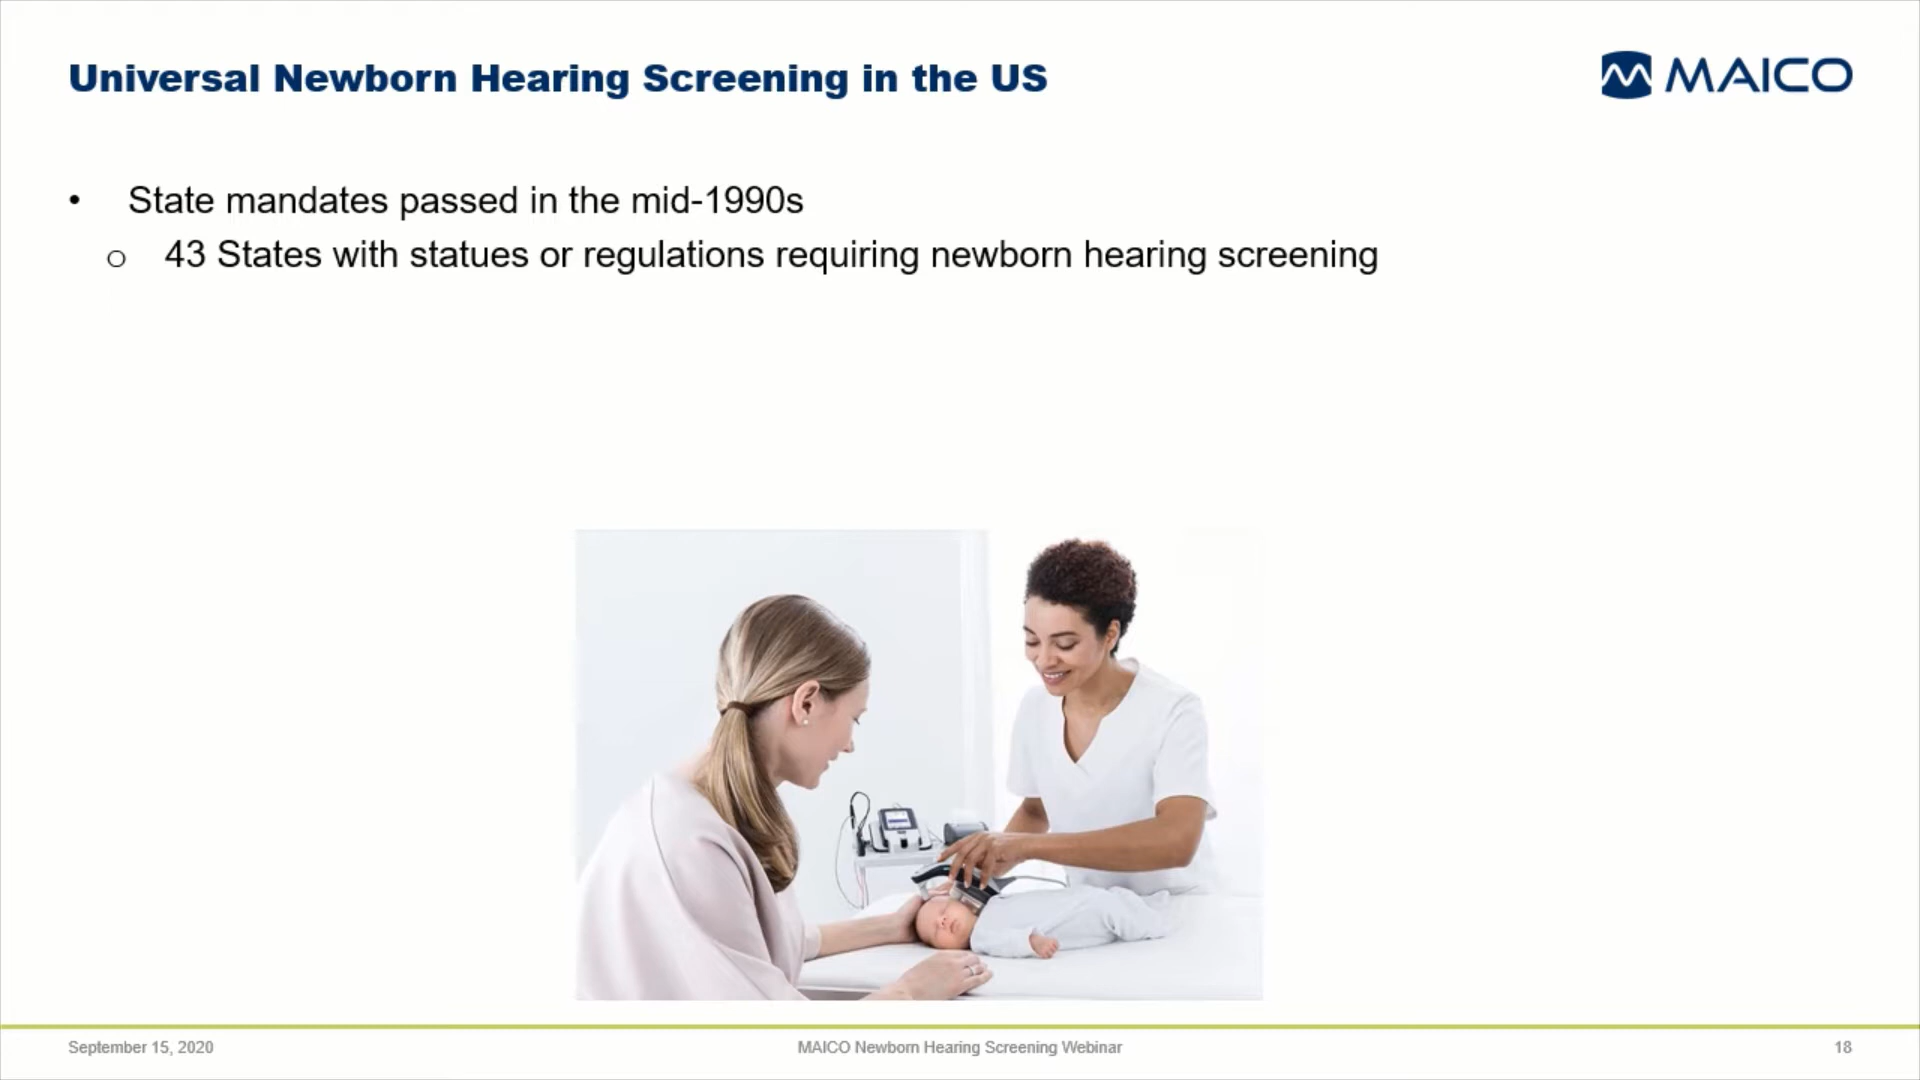 Universal Newborn Hearing Screening in the US
MAICO
• State mandates passed in the mid-1990s
o 43 States with statues or regulations requiring newborn hearing screening
September 15, 2020
MAICO Newborn Hearing Screening Webinar
18